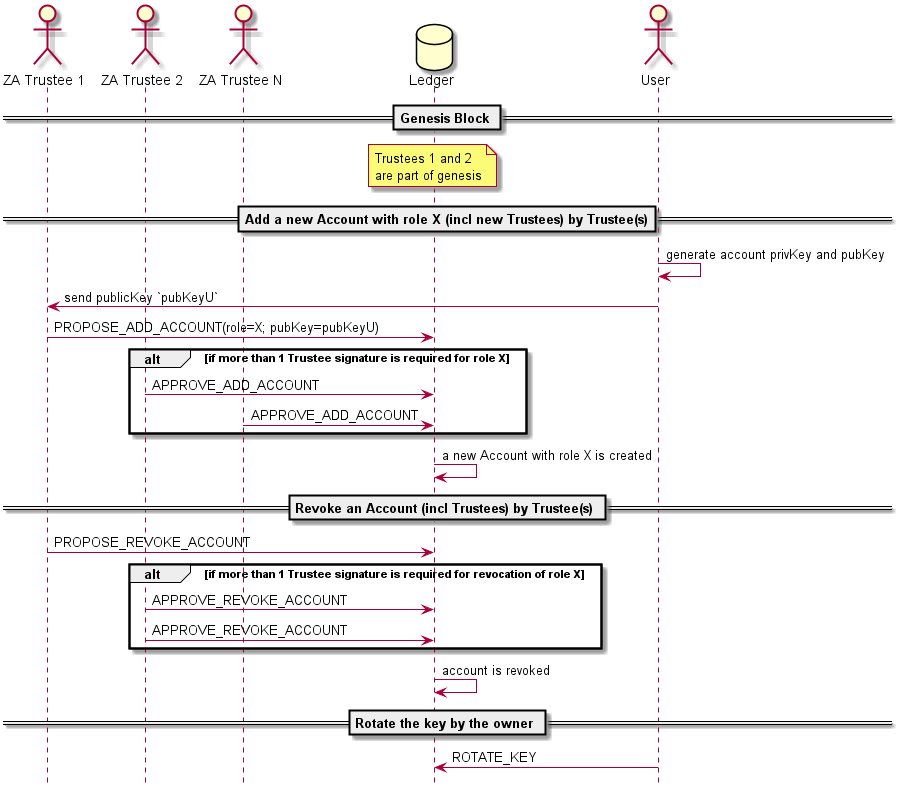 ZA Trustee 1 ZA Trustee 2 ZA Trustee N Ledger User
Genesis Block
Trustees 1 and 2
are part of genesis
Add a new Account with role X (incl new Trustees) by Trustee(s)
generate account privKey and pubKey
send publicKey `pubKeyU`
PROPOSE_ADD_ACCOUNT(role=X; pubKey=pubKeyU)
alt [if more than 1 Trustee signature is required for role X]
APPROVE_ADD_ACCOUNT
APPROVE_ADD_ACCOUNT
a new Account with role X is created
Revoke an Account (incl Trustees) by Trustee(s)
PROPOSE_REVOKE_ACCOUNT
alt [if more than 1 Trustee signature is required for revocation of role X]
APPROVE_REVOKE_ACCOUNT
APPROVE_REVOKE_ACCOUNT
account is revoked
Rotate the key by the owner
ROTATE_KEY